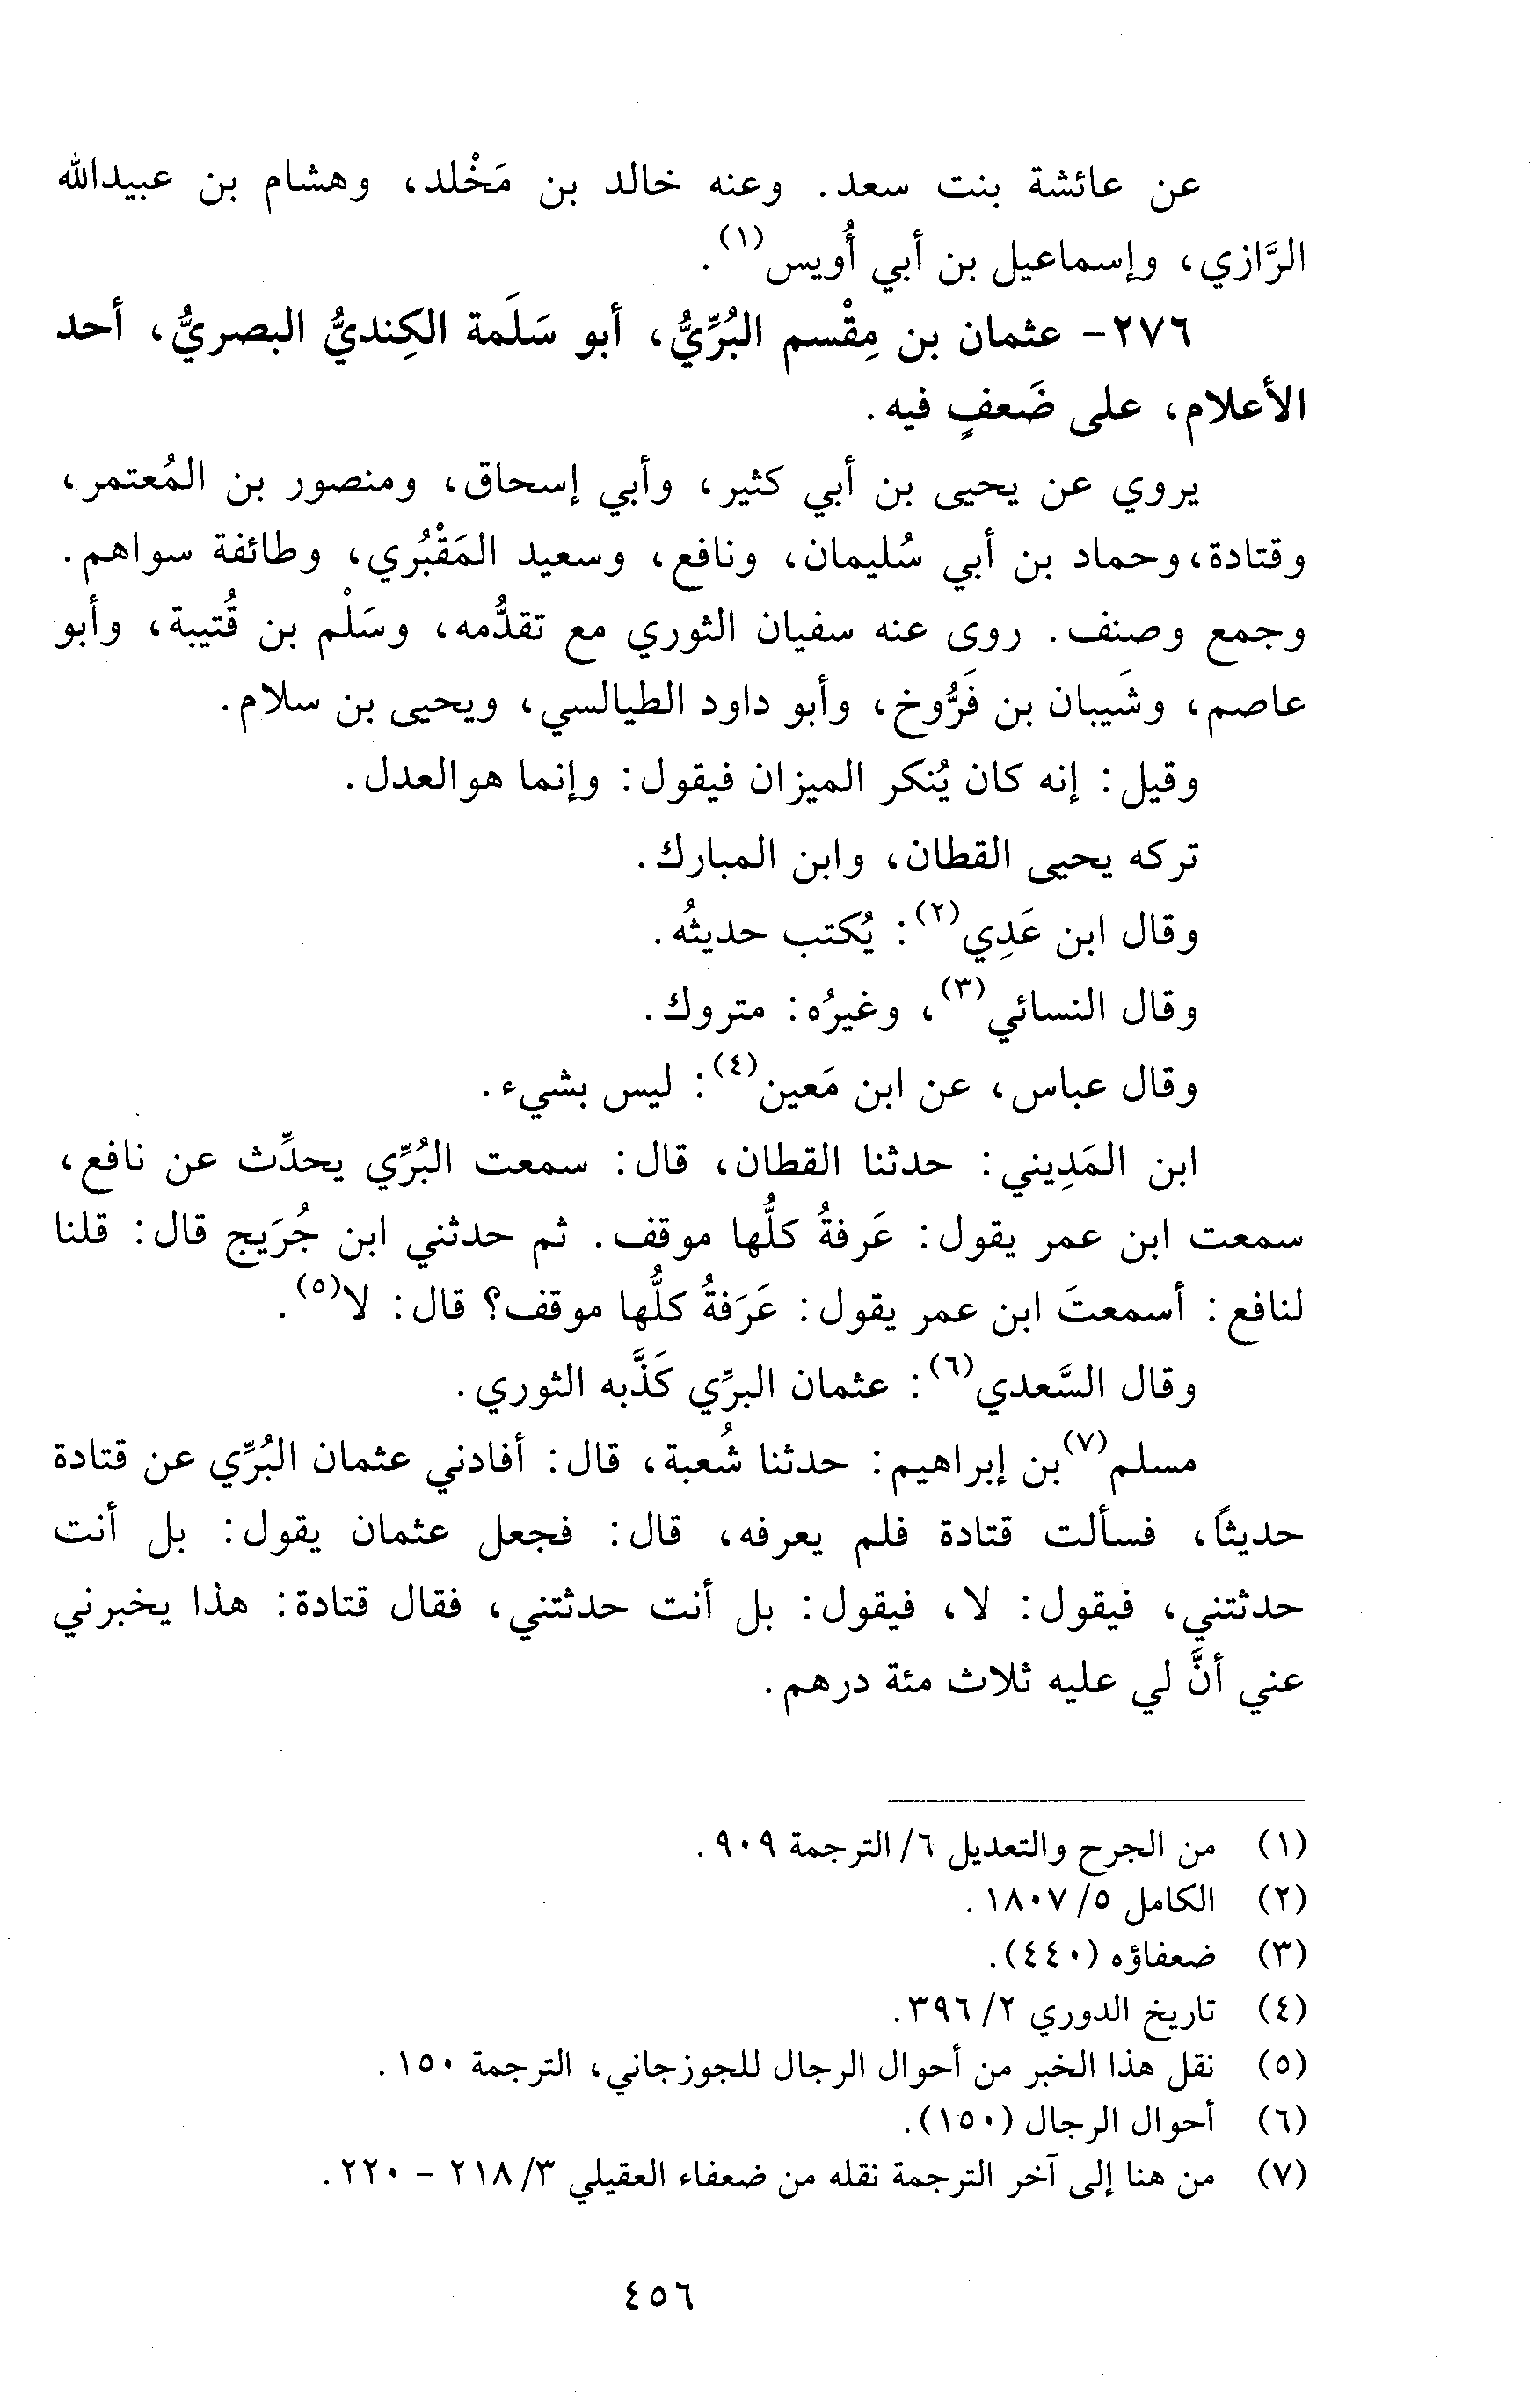 عن عائشة بنت سعد. وعنه خالد بن مَخْلد، وهشام بن عبيدالله
الرَّازي، وإسماعيل بن أبي أُويس(١).
٢٧٦- عثمان بن مِقْسم البُرِّيُّ، أبو سَلَمة الكِنديُّ البصريُّ، أحد
الأعلام، على ضَعفٍ فيه.
يروي عن يحيى بن أبي كثير، وأبي إسحاق، ومنصور بن المُعتمر،
وقتادة، وحماد بن أبي سُليمان، ونافع، وسعيد المَقْبُري، وطائفة سواهم.
وجمع وصنف. روى عنه سفيان الثوري مع تقدُّمه، وسَلْم بن قُتيبة، وأبو
عاصم، وشَيبان بن فَرُّوخ، وأبو داود الطيالسي، ويحيى بن سلام.
وقيل: إنه كان يُنكر الميزان فيقول: وإنما هوالعدل.
تركه يحيى القطان، وابن المبارك.
وقال ابن عَدِي(٢): يُكتب حديثُه.
وقال النسائي(٣)، وغيرُه: متروك.
وقال عباس، عن ابن مَعين(٤): ليس بشيء.
ابن المَدِيني: حدثنا القطان، قال: سمعت البُرِّي يحدِّث عن نافع،
سمعت ابن عمر يقول: عَرفةُ كلُّها موقف. ثم حدثني ابن جُرَيج قال: قلنا
لنافع: أسمعتَ ابن عمر يقول: عَرَفةُ كلُّها موقف؟ قال: لا(٥).
وقال السَّعدي(٦): عثمان البرِّي كَذَّبه الثوري.
مسلم(٧) بن إبراهيم: حدثنا شُعبة، قال: أفادني عثمان البُرِّي عن قتادة
حديثًا، فسألت قتادة فلم يعرفه، قال: فجعل عثمان يقول: بل أنت
حدثتني، فيقول: لا، فيقول: بل أنت حدثتني، فقال قتادة: هذا يخبرني
عني أنَّ لي عليه ثلاث مئة درهم.
(١) من الجرح والتعديل ٦/ الترجمة ٩٠٩.
(٢) الكامل ٥/ ١٨٠٧.
(٣) ضعفاؤه (٤٤٠).
(٤) تاريخ الدوري ٢/ ٣٩٦.
(٥) نقل هذا الخبر من أحوال الرجال للجوزجاني، الترجمة ١٥٠.
(٦) أحوال الرجال (١٥٠).
(٧) من هنا إلى آخر الترجمة نقله من ضعفاء العقيلي ٣/ ٢١٨ - ٢٢٠.
٤٥٦